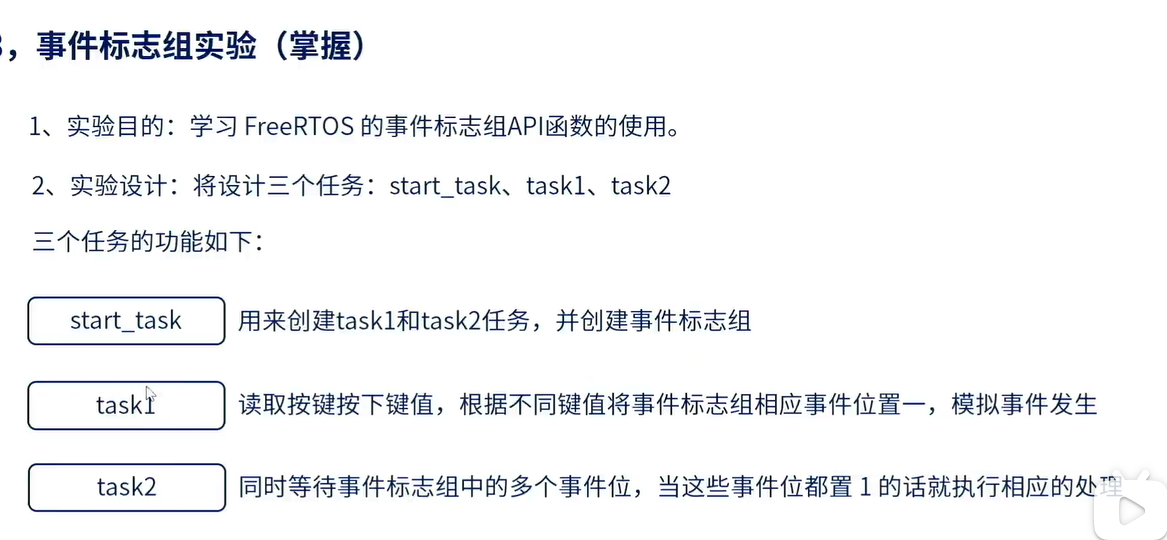 ，事件标志组实验（掌握）
1、实验目的：学习 FreeRTOS 的事件标志组API函数的使用。
2、实验设计：将设计三个任务：start_task、task1、task2
三个任务的功能如下：
start_task 用来创建task1和task2任务，并创建事件标志组
task1 读取按键按下键值，根据不同键值将事件标志组相应事件位置一，模拟事件发生
task2 同时等待事件标志组中的多个事件位，当这些事件位都置 1 的话就执行相应的处理